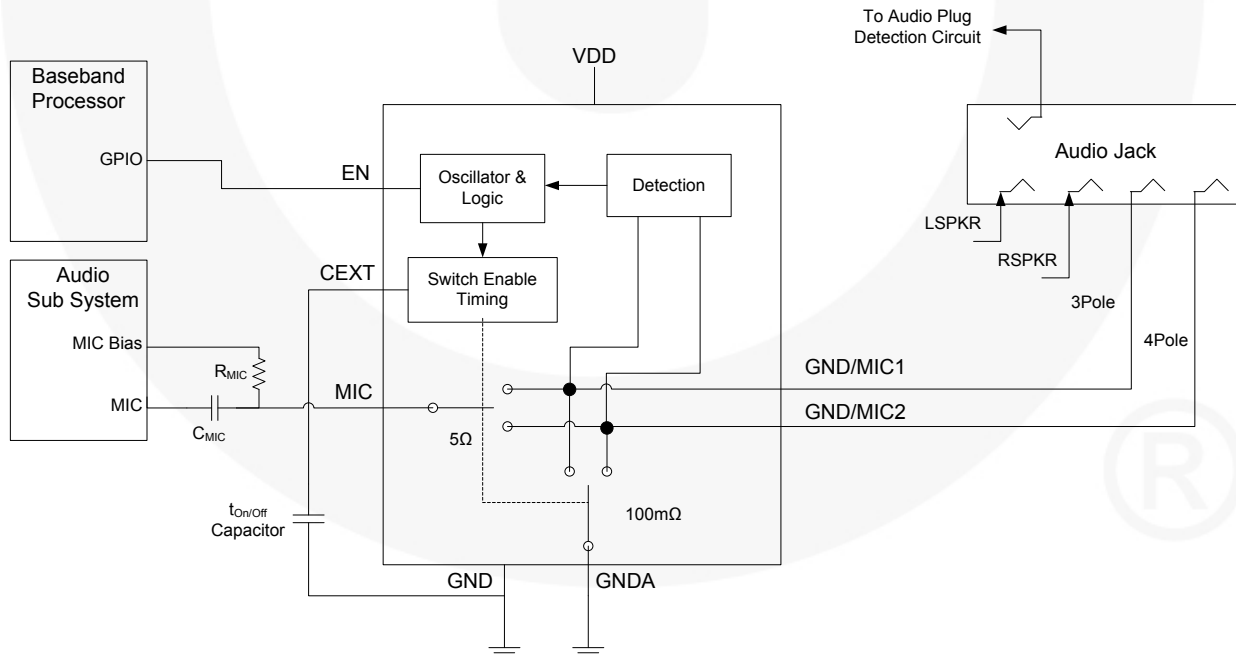 To Audio Plug
Detection Circuit
VDD
Baseband
Processor
GPIO
EN
Oscillator &
Logic
Detection
Audio Jack
LSPKR
RSPKR
3Pole
4Pole
Audio
Sub System
MIC Bias
MIC
RMIC
CMIC
CEXT
Switch Enable
Timing
MIC
GND/MIC1
GND/MIC2
5Ω
100mΩ
tOn/Off
Capacitor
GND
GNDA
®